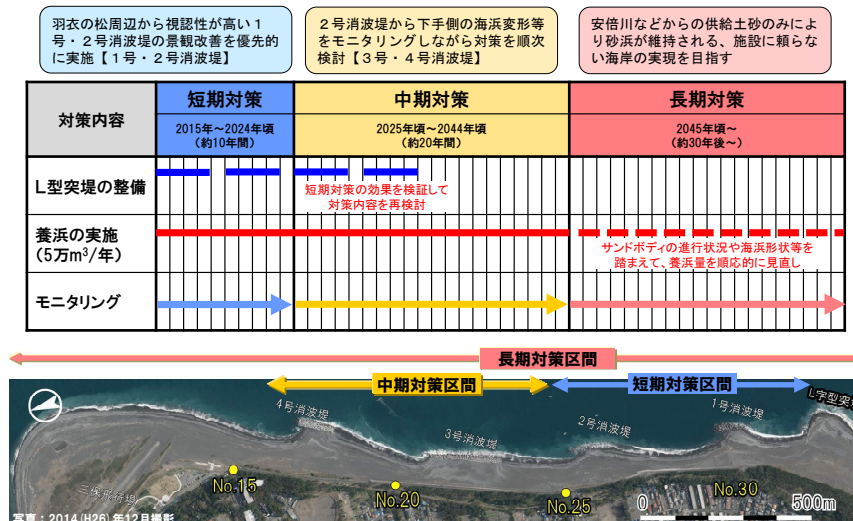 羽衣の松周辺から視認性が高い1
号・2号消波堤の景観改善を優先的
に実施【1号・2号消波堤】
2号消波堤から下手側の海浜変形等
をモニタリングしながら対策を順次
検討【3号・4号消波堤】
安倍川などからの供給土砂のみに
より砂浜が維持される、施設に頼らな
い海岸の実現を目指す
対策内容
短期対策
2015年～2024年頃
(約10年間)
中期対策
2025年頃～2044年頃
(約20年間)
長期対策
2045年頃～
(約30年後～)
L型突堤の整備
短期対策の効果を検証して
対策内容を再検討
養浜の実施
(5万m³/年)
サンドボディの進行状況や海浜形状等を
踏まえて、養浜量を順応的に見直し
モニタリング
長期対策区間
中期対策区間
短期対策区間
4号消波堤
3号消波堤
2号消波堤
1号消波堤
L字型突堤
三保飛行場
No.15
No.20
No.25
No.30
0
500m
写真：2014(H26)年12月撮影